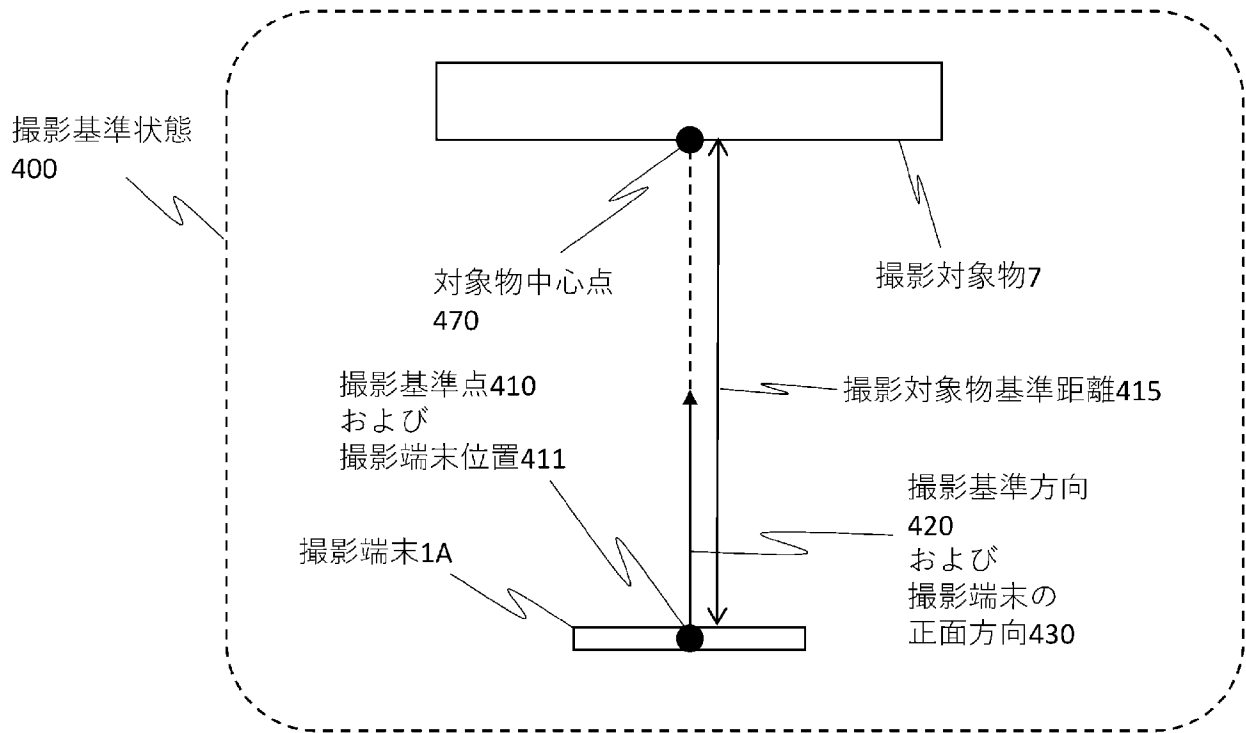 撮影基準状態
400
対象物中心点
470
撮影対象物7
撮影基準点410
および
撮影端末位置411
撮影対象物基準距離415
撮影端末1A
撮影基準方向
420
および
撮影端末の
正面方向430